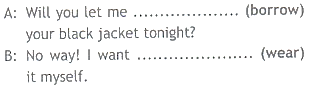 A: Will you let me .................... (borrow)
your black jacket tonight?
B: No way! I want ...................... (wear)
it myself.